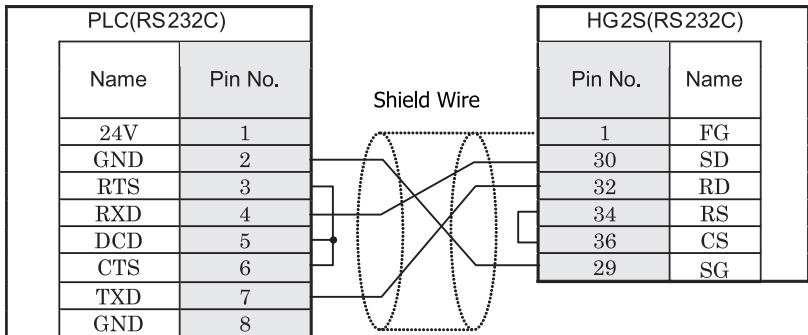 PLC(RS232C)
HG2S(RS232C)
Name Pin No.
Shield Wire
Pin No. Name
24V 1
1 FG
GND 2
30 SD
RTS 3
32 RD
RXD 4
34 RS
DCD 5
36 CS
CTS 6
29 SG
TXD 7
GND 8